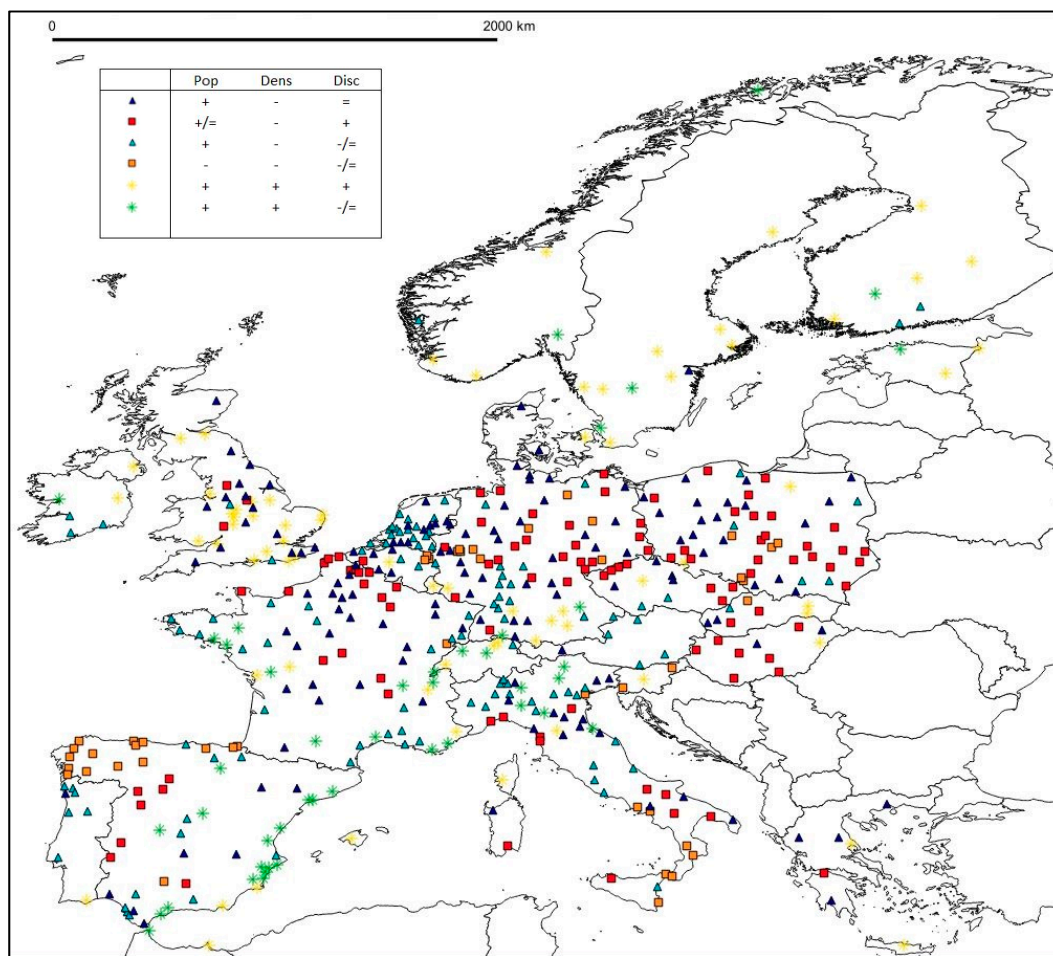 0 2000 km
Pop Dens Disc
+ - =
+/= - +
+ - -/=
- - -/=
+ + +
+ + -/=